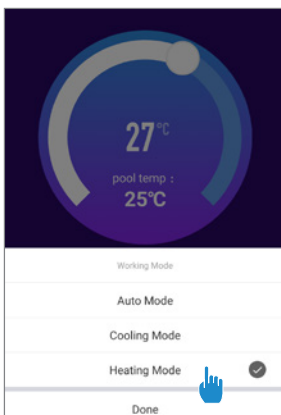 27°C
pool temp :
25°C
Working Mode
Auto Mode
Cooling Mode
Heating Mode
Done